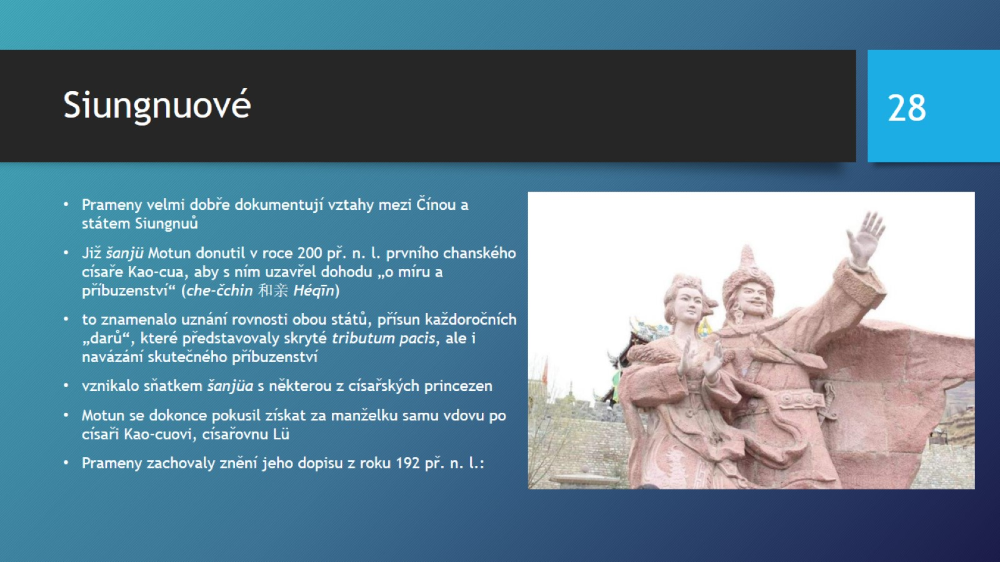 Siungnuové
28
• Prameny velmi dobře dokumentují vztahy mezi Čínou a
státem Siungnuů
• Již šanjü Motun donutil v roce 200 př. n. l. prvního chanského
císaře Kao-cua, aby s ním uzavřel dohodu „o míru a
příbuzenství“ (che-čchin 和亲 Héqīn)
• to znamenalo uznání rovnosti obou států, přísun každoročních
„darů“, které představovaly skryté tributum pacis, ale i
navázání skutečného příbuzenství
• vznikalo sňatkem šanjüa s některou z císařských princezen
• Motun se dokonce pokusil získat za manželku samu vdovu po
císaři Kao-cuovi, císařovnu Lü
• Prameny zachovaly znění jeho dopisu z roku 192 př. n. l.: